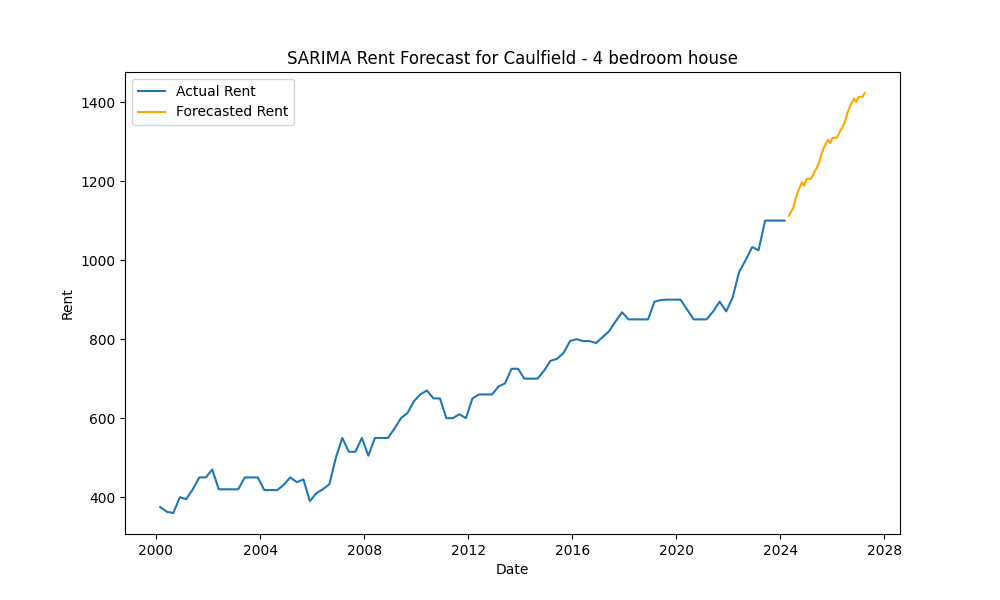 SARIMA Rent Forecast for Caulfield - 4 bedroom house
Actual Rent
Forecasted Rent
1400
1200
1000
800
600
400
Rent
2000 2004 2008 2012 2016 2020 2024 2028
Date